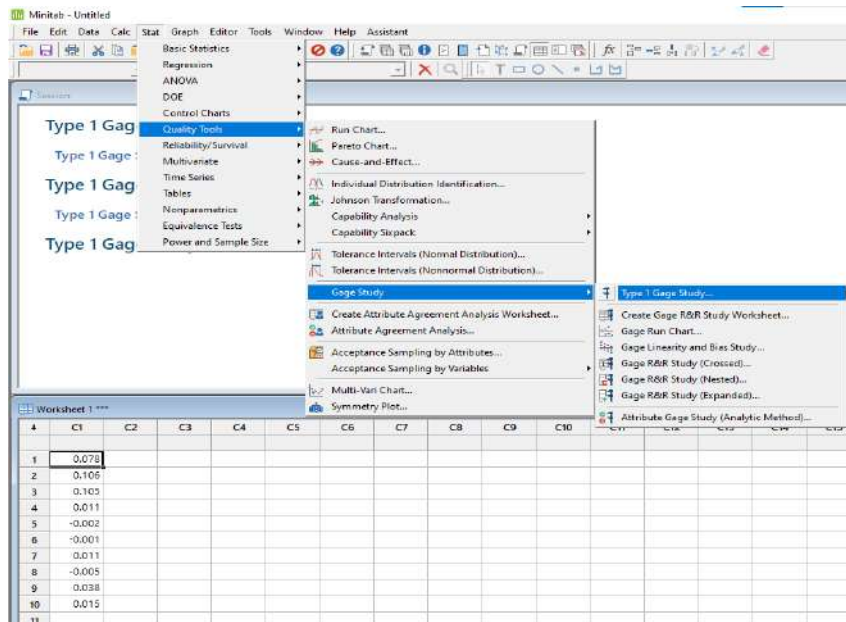 Minitab - Untitled
File Edit Data Calc Stat Graph Editor Tools Window Help Assistant
Basic Statistics
Regression
ANOVA
DOE
Control Charts
Quality Tools
Reliability/Survival
Multivariate
Time Series
Tables
Nonparametrics
Equivalence Tests
Power and Sample Size
Session
Type 1 Gag
Type 1 Gage
Type 1 Gag
Type 1 Gage
Type 1 Gag
Run Chart...
Pareto Chart...
Cause-and-Effect...
Individual Distribution Identification...
Johnson Transformation...
Capability Analysis
Capability Sixpack
Tolerance Intervals (Normal Distribution)...
Tolerance Intervals (Nonnormal Distribution)...
Gage Study
Create Attribute Agreement Analysis Worksheet...
Attribute Agreement Analysis...
Acceptance Sampling by Attributes...
Acceptance Sampling by Variables
Multi-Vari Chart...
Symmetry Plot...
Type 1 Gage Study...
Create Gage R&R Study Worksheet...
Gage Run Chart...
Gage Linearity and Bias Study...
Gage R&R Study (Crossed)...
Gage R&R Study (Nested)...
Gage R&R Study (Expanded)...
Attribute Gage Study (Analytic Method)...
Worksheet 1 ***
C1 C2 C3 C4 C5 C6 C7 C8 C9 C10
1 0.078
2 0.106
3 0.105
4 0.011
5 -0.002
6 -0.001
7 0.011
8 -0.005
9 0.038
10 0.015
11